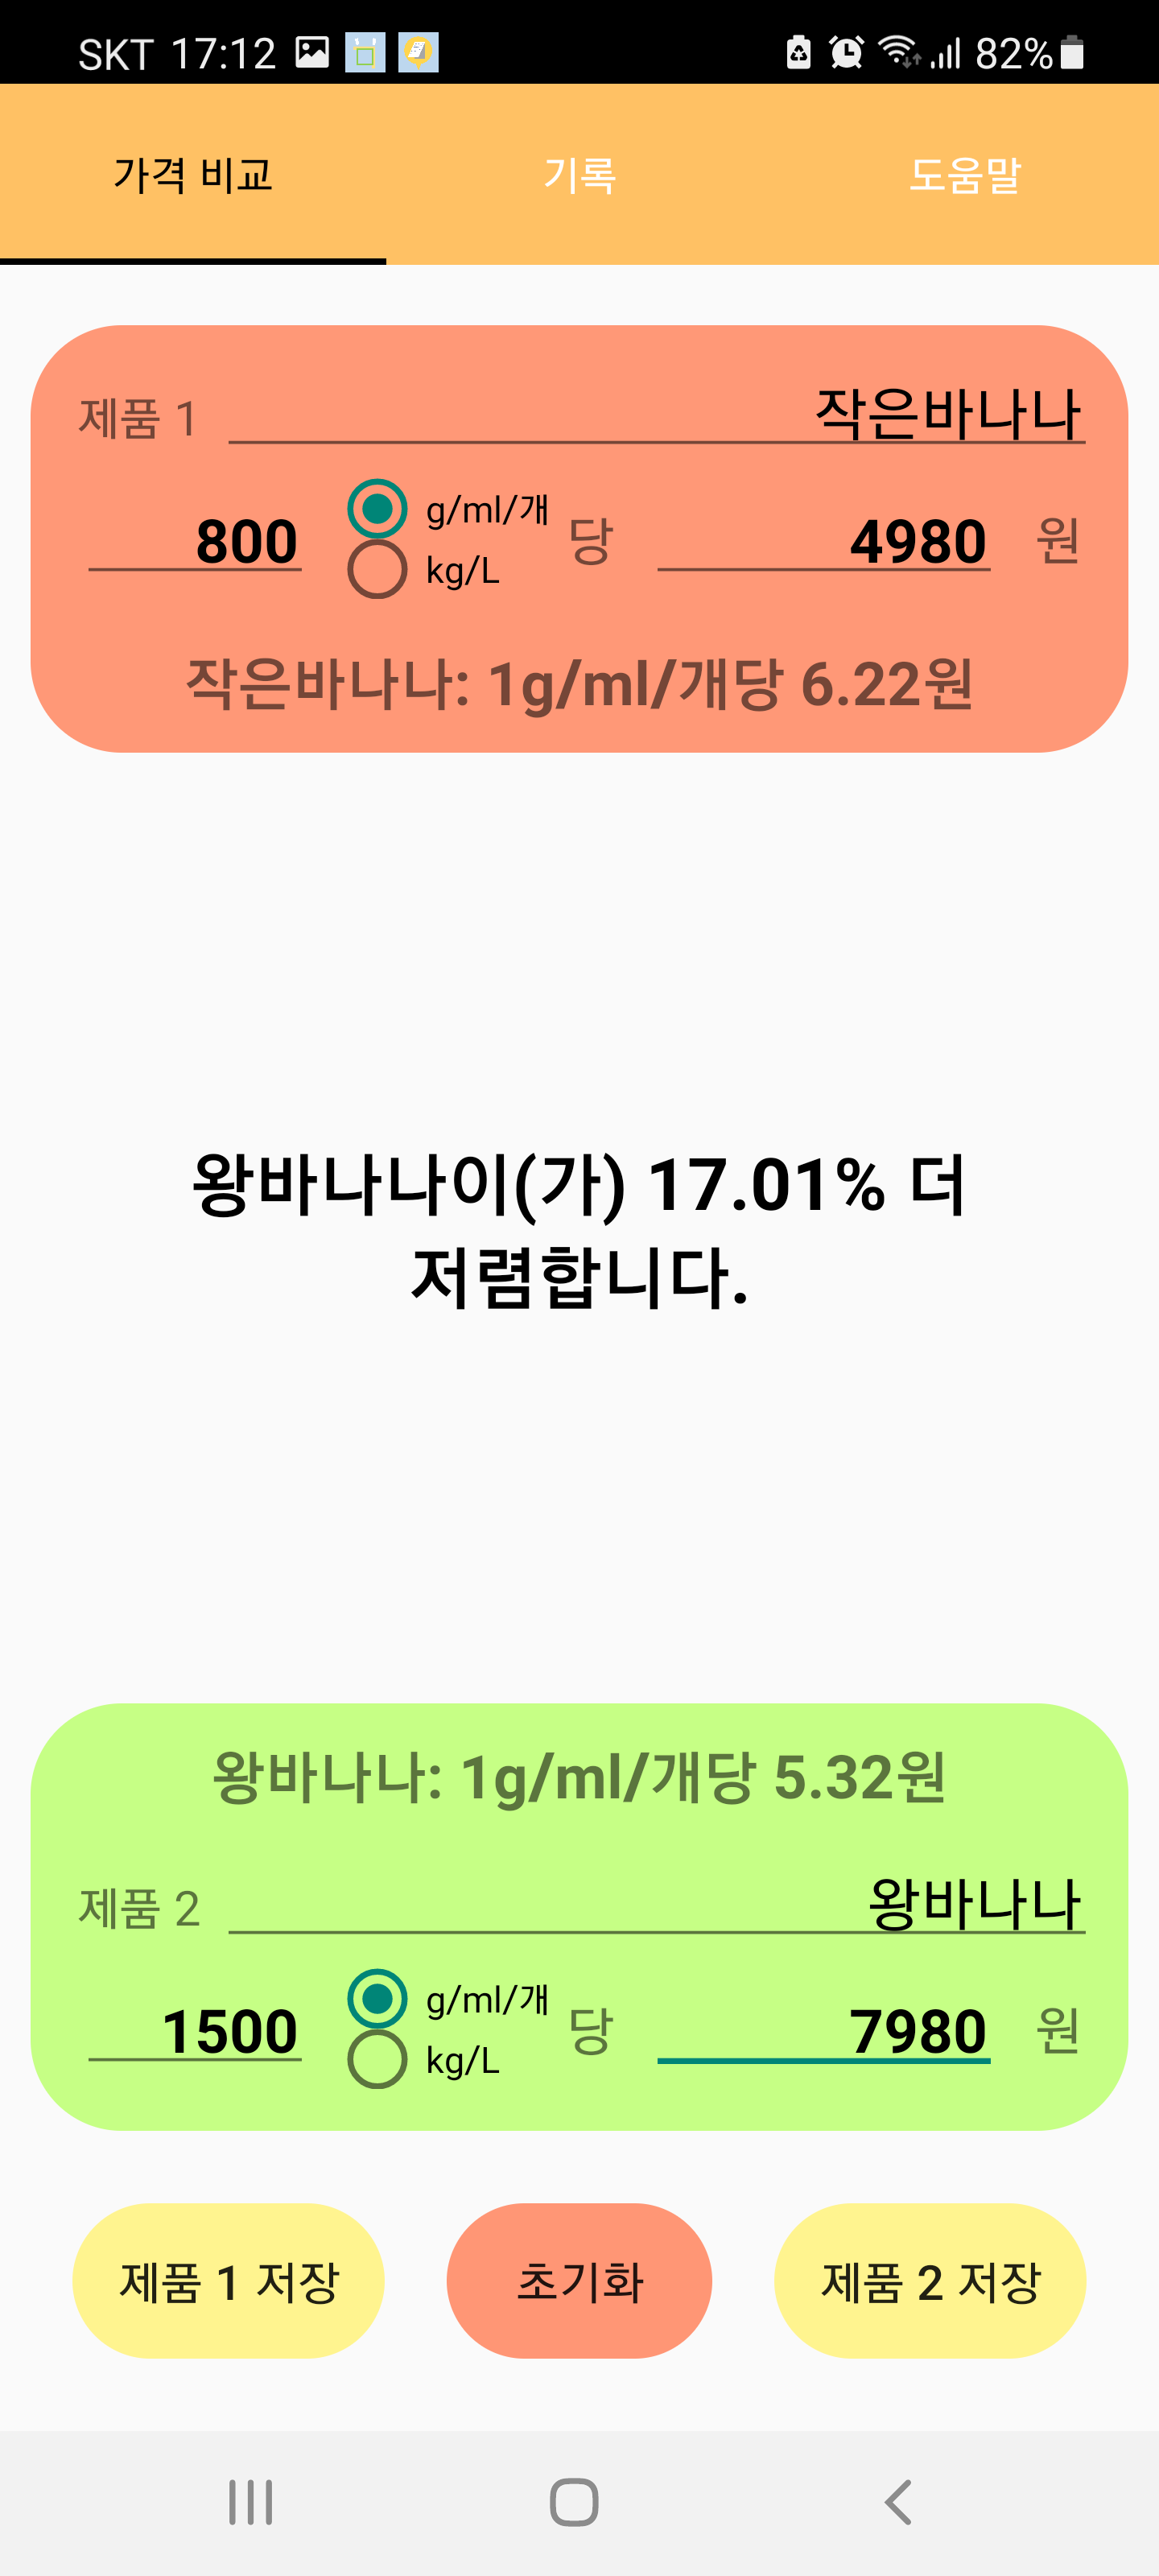 SKT 17:12 82%
가격 비교 기록 도움말
제품 1 작은바나나
800 g/ml/개 당 4980 원
kg/L
작은바나나: 1g/ml/개당 6.22원
왕바나나이(가) 17.01% 더
저렴합니다.
왕바나나: 1g/ml/개당 5.32원
제품 2 왕바나나
1500 g/ml/개 당 7980 원
kg/L
제품 1 저장 초기화 제품 2 저장